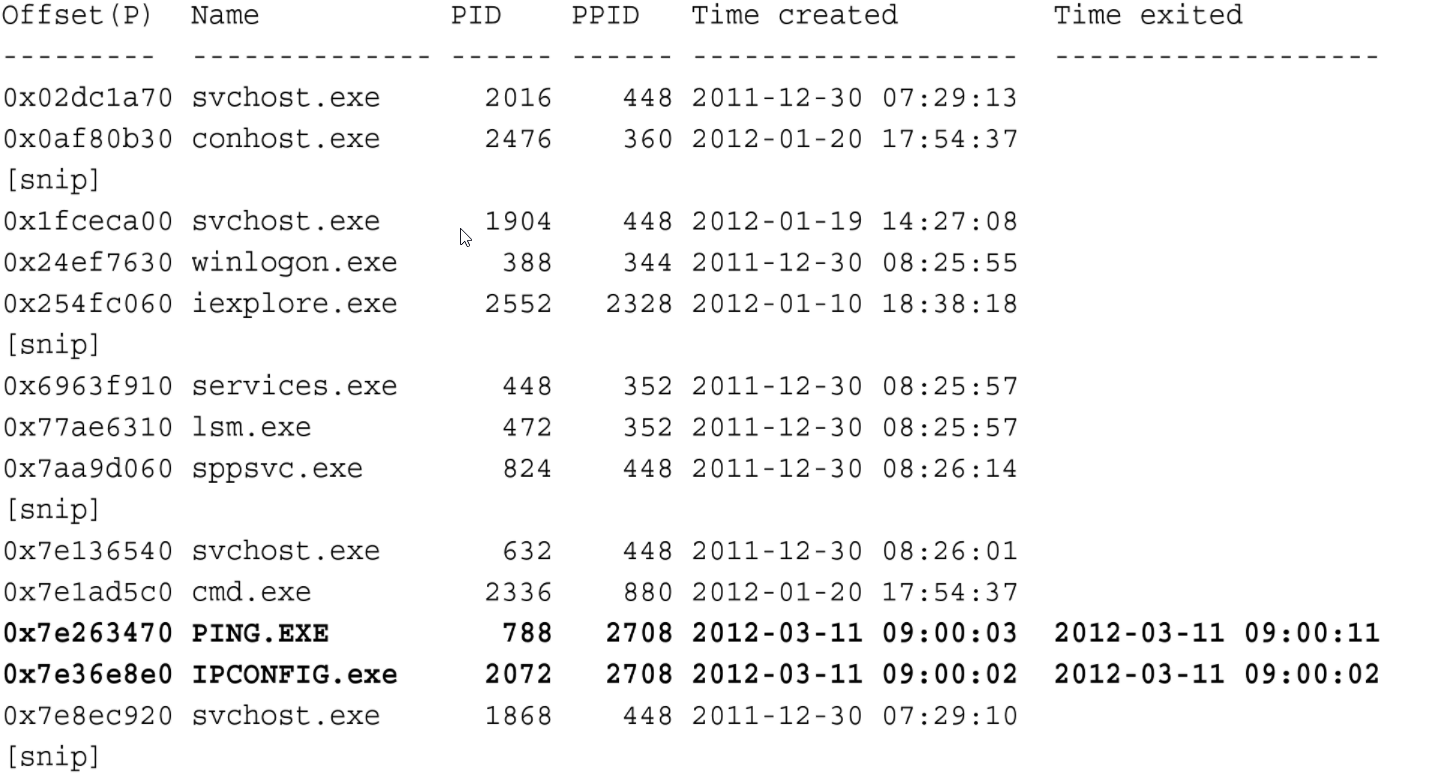 Offset(P)  Name           PID    PPID   Time created        Time exited
---------  -------------- ------ ------ ------------------- -------------------
0x02dc1a70 svchost.exe      2016    448 2011-12-30 07:29:13
0x0af80b30 conhost.exe      2476    360 2012-01-20 17:54:37
[snip]
0x1fceca00 svchost.exe      1904    448 2012-01-19 14:27:08
0x24ef7630 winlogon.exe      388    344 2011-12-30 08:25:55
0x254fc060 iexplore.exe     2552   2328 2012-01-10 18:38:18
[snip]
0x6963f910 services.exe      448    352 2011-12-30 08:25:57
0x77ae6310 lsm.exe           472    352 2011-12-30 08:25:57
0x7aa9d060 sppsvc.exe        824    448 2011-12-30 08:26:14
[snip]
0x7e136540 svchost.exe       632    448 2011-12-30 08:26:01
0x7e1ad5c0 cmd.exe          2336    880 2012-01-20 17:54:37
0x7e263470 PING.EXE          788   2708 2012-03-11 09:00:03 2012-03-11 09:00:11
0x7e36e8e0 IPCONFIG.exe     2072   2708 2012-03-11 09:00:02 2012-03-11 09:00:02
0x7e8ec920 svchost.exe      1868    448 2011-12-30 07:29:10
[snip]